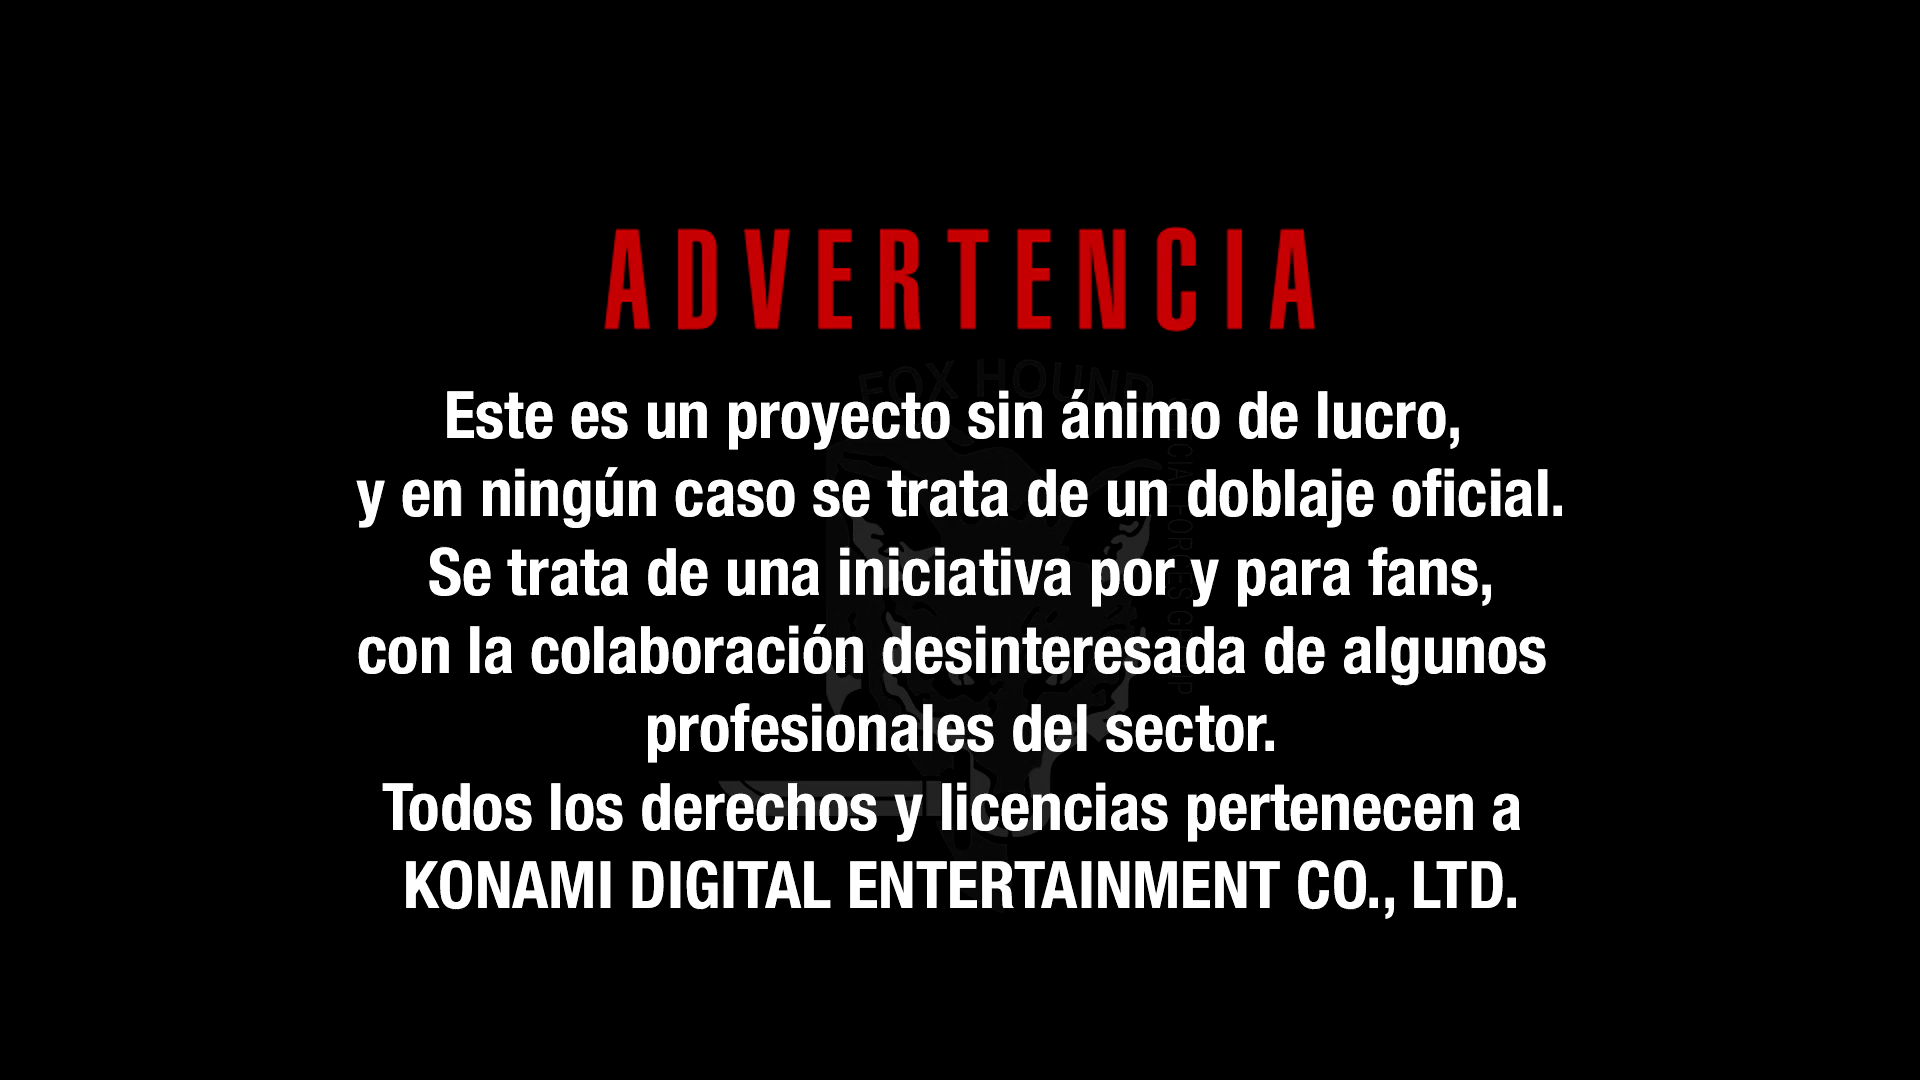 ADVERTENCIA
FOX HOUND
Este es un proyecto sin ánimo de lucro,
y en ningún caso se trata de un doblaje oficial.
Se trata de una iniciativa por y para fans,
con la colaboración desinteresada de algunos
profesionales del sector.
Todos los derechos y licencias pertenecen a
KONAMI DIGITAL ENTERTAINMENT CO., LTD.